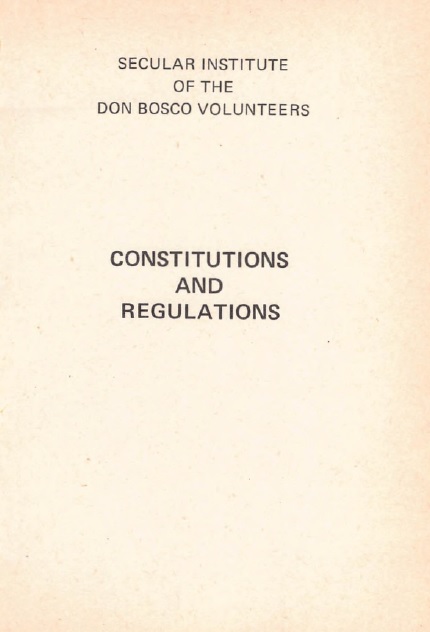 SECULAR INSTITUTE
OF THE
DON BOSCO VOLUNTEERS
CONSTITUTIONS
AND
REGULATIONS